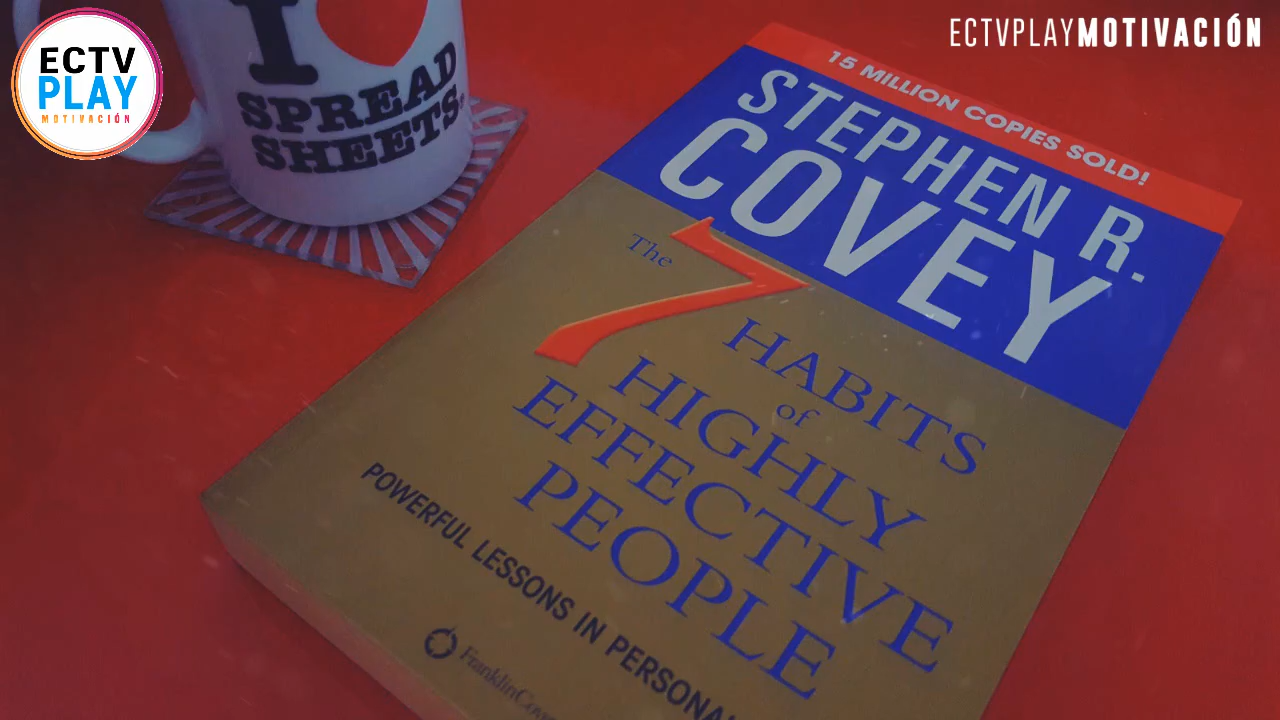 ECTV
PLAY
MOTIVACIÓN
ECTVPLAYMOTIVACIÓN
I
SPREAD
SHEETS
15 MILLION COPIES SOLD!
STEPHEN R.
COVEY
The
7
HABITS
of
HIGHLY
EFFECTIVE
PEOPLE
POWERFUL LESSONS IN PERSONA
FranklinCove